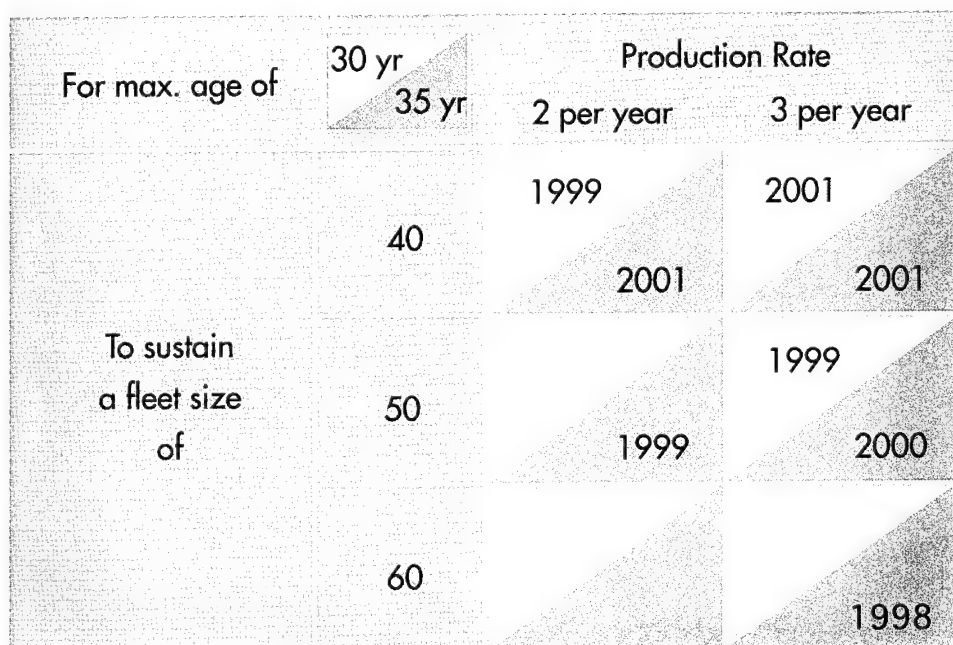 For max. age of
30 yr
35 yr
Production Rate
2 per year
3 per year
1999
2001
40
2001
2001
To sustain
a fleet size
of
50
1999
1999
2000
60
1998